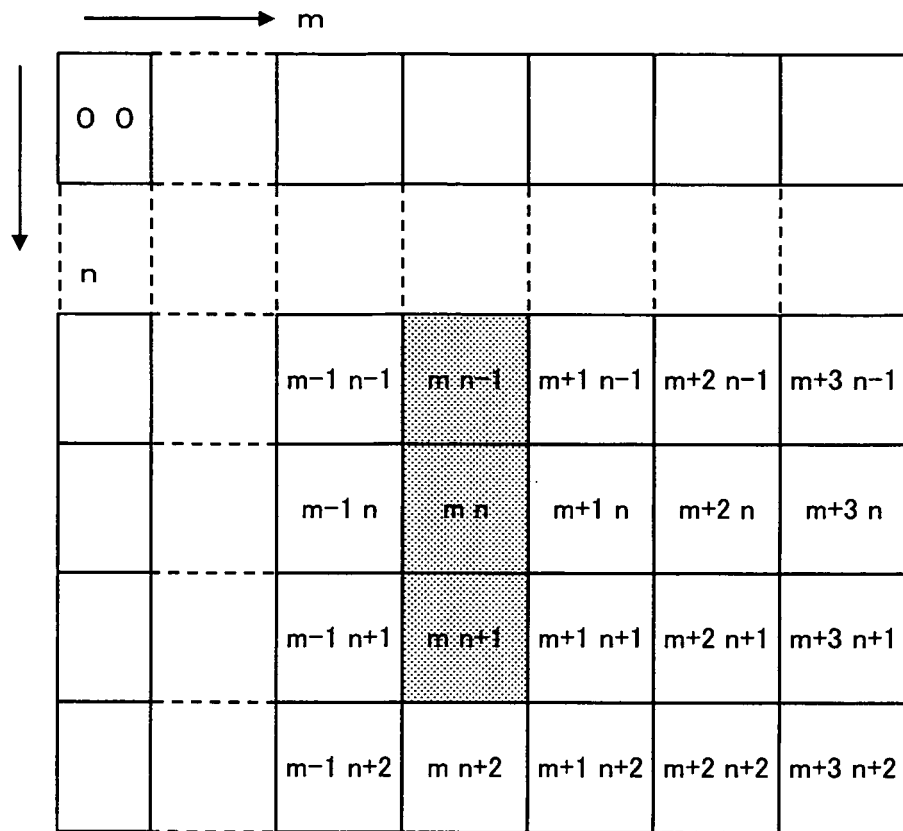 m
0 0
n
m-1 n-1 m n-1 m+1 n-1 m+2 n-1 m+3 n-1
m-1 n m n m+1 n m+2 n m+3 n
m-1 n+1 m n+1 m+1 n+1 m+2 n+1 m+3 n+1
m-1 n+2 m n+2 m+1 n+2 m+2 n+2 m+3 n+2